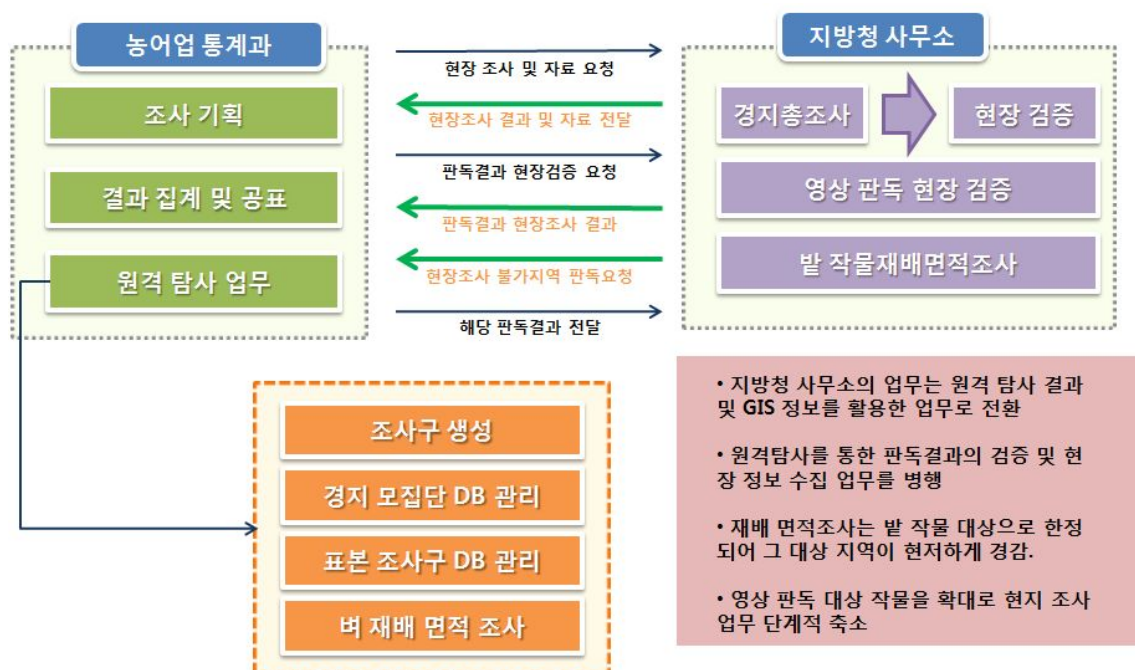 농어업 통계과
조사 기획
결과 집계 및 공표
원격 탐사 업무
현장 조사 및 자료 요청
현장조사 결과 및 자료 전달
판독결과 현장검증 요청
판독결과 현장조사 결과
현장조사 불가지역 판독요청
해당 판독결과 전달
지방청 사무소
경지총조사
현장 검증
영상 판독 현장 검증
밭 작물재배면적조사
조사구 생성
경지 모집단 DB 관리
표본 조사구 DB 관리
벼 재배 면적 조사
• 지방청 사무소의 업무는 원격 탐사 결과
및 GIS 정보를 활용한 업무로 전환
• 원격탐사를 통한 판독결과의 검증 및 현
장 정보 수집 업무를 병행
• 재배 면적조사는 밭 작물 대상으로 한정
되어 그 대상 지역이 현저하게 경감.
• 영상 판독 대상 작물을 확대로 현지 조사
업무 단계적 축소